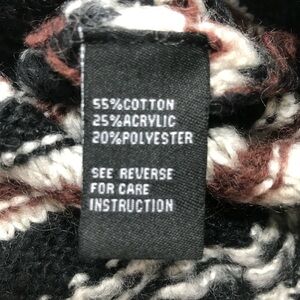 55%COTTON
25%ACRYLIC
20%POLYESTER
SEE REVERSE
FOR CARE
INSTRUCTION